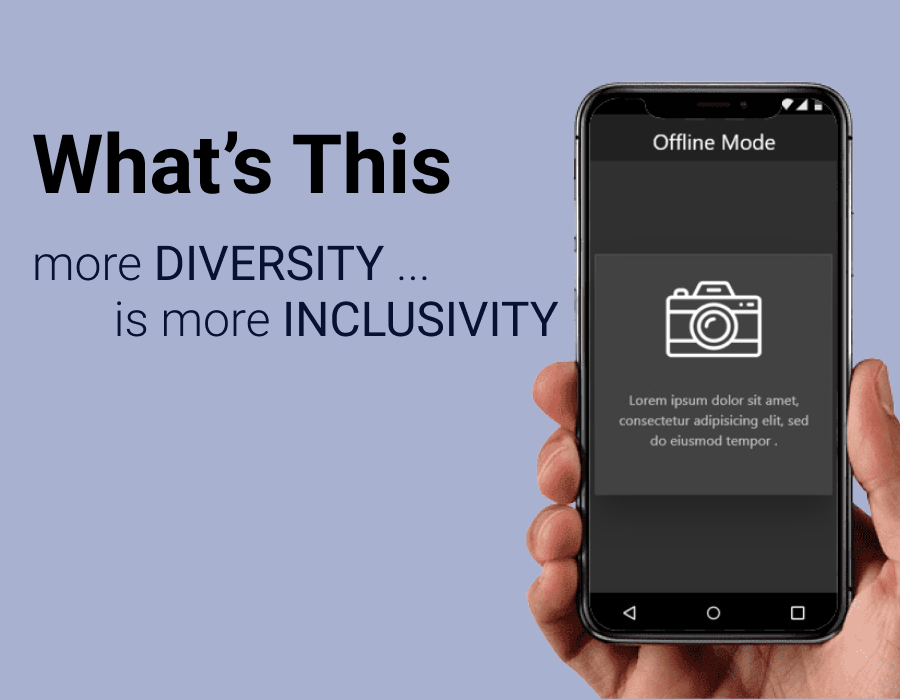 What’s This
more DIVERSITY ...
is more INCLUSIVITY
Offline Mode
Lorem ipsum dolor sit amet,
consectetur adipisicing elit, sed
do eiusmod tempor .